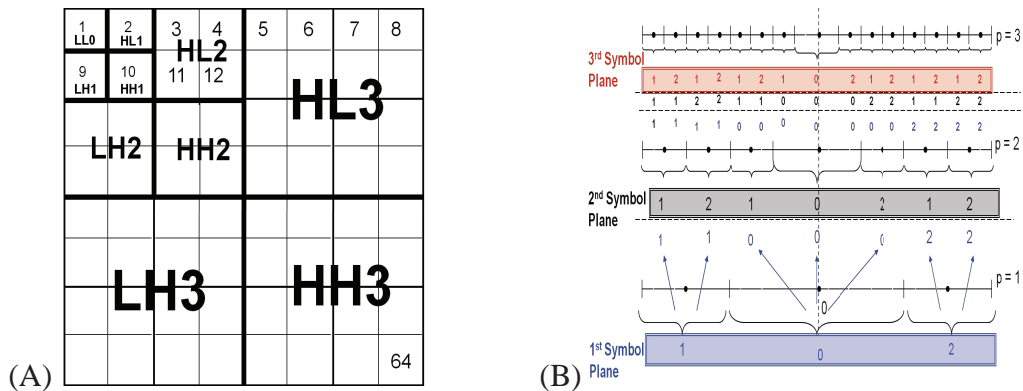 1 2 3 4 5 6 7 8
LL0 HL1 HL2
9 10 11 12
LH1 HH1
HL3
LH2 HH2
LH3 HH3
64
(A)
p = 3
3rd Symbol
Plane
1 2 1 2 1 2 1 0 2 1 2 1 2 1 2
1 1 2 2 1 1 0 0 0 2 2 1 1 2 2
1 1 1 1 0 0 0 0 0 0 0 2 2 2 2
p = 2
2nd Symbol
Plane
1 2 1 0 2 1 2
1 1 0 0 0 2 2
p = 1
0
1st Symbol
Plane
1 0 2
(B)